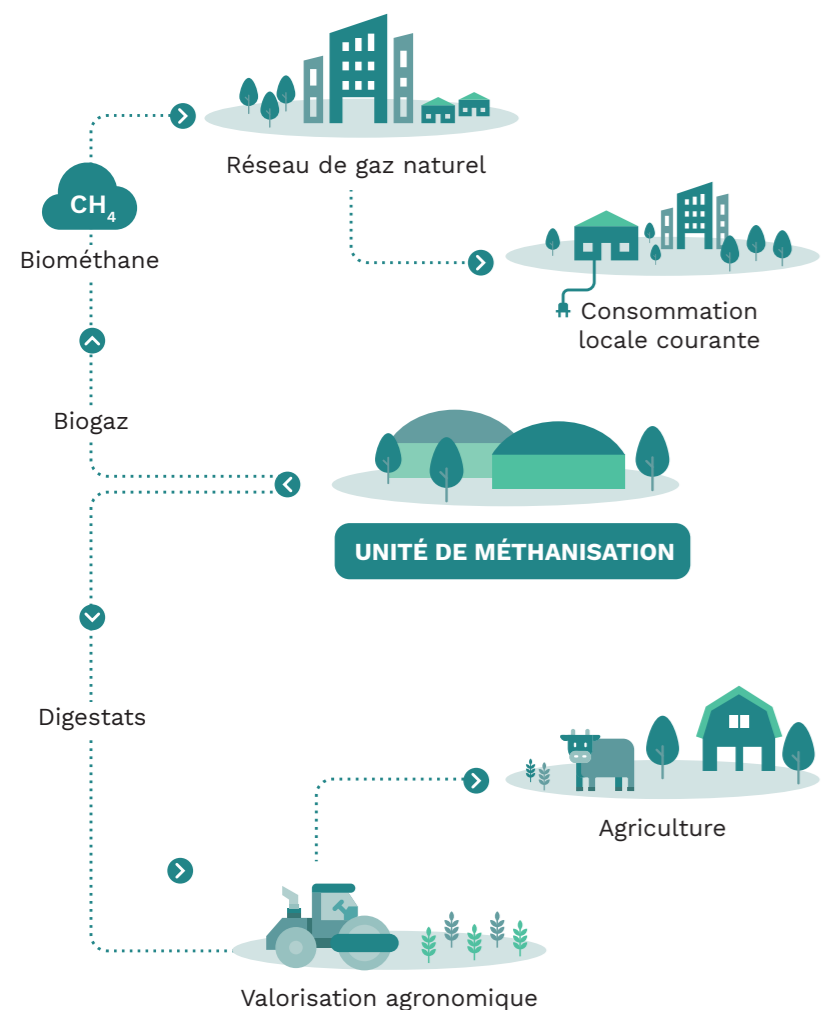 Réseau de gaz naturel
CH4
Biométhane
Consommation
locale courante
Biogaz
UNITÉ DE MÉTHANISATION
Digestats
Agriculture
Valorisation agronomique